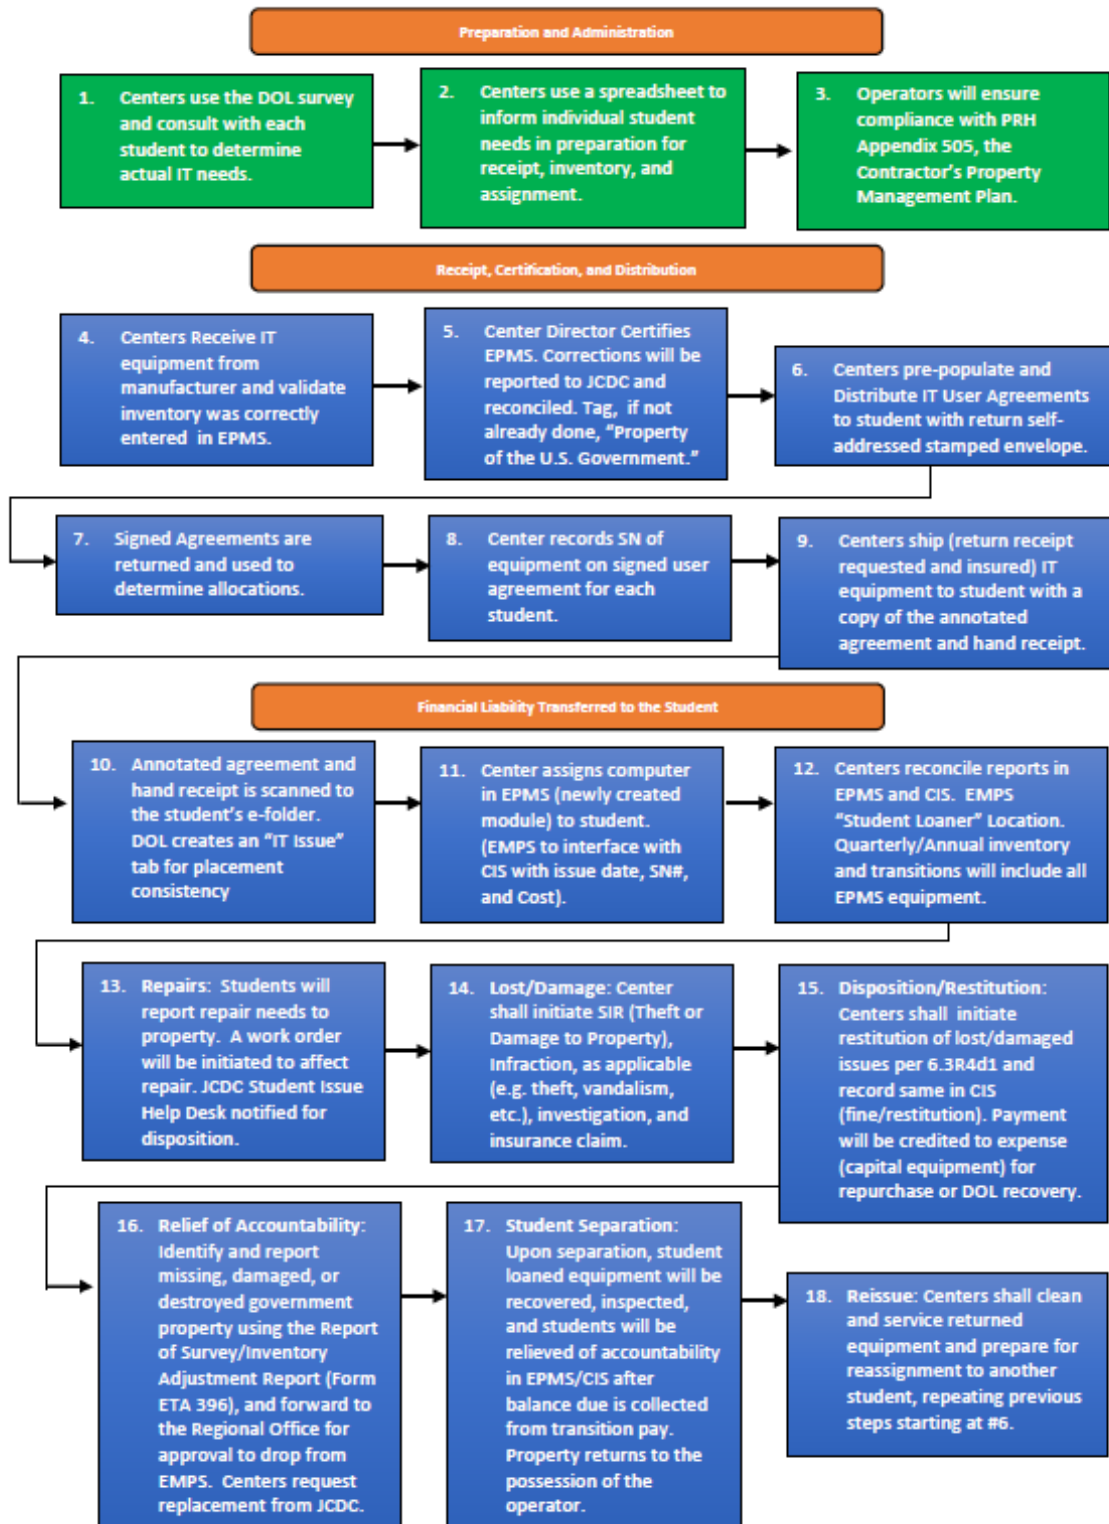 Preparation and Administration
1. Centers use the DOL survey
and consult with each
student to determine
actual IT needs.
2. Centers use a spreadsheet to
inform individual student
needs in preparation for
receipt, inventory, and
assignment.
3. Operators will ensure
compliance with PRH
Appendix 505, the
Contractor's Property
Management Plan.
Receipt, Certification, and Distribution
4. Centers Receive IT
equipment from
manufacturer and validate
inventory was correctly
entered in EPMS.
5. Center Director Certifies
EPMS. Corrections will be
reported to JCDC and
reconciled. Tag, if not
already done, "Property
of the U.S. Government."
6. Centers pre-populate and
Distribute IT User Agreements
to student with return self-
addressed stamped envelope.
7. Signed Agreements are
returned and used to
determine allocations.
8. Center records SN of
equipment on signed user
agreement for each
student.
9. Centers ship (return receipt
requested and insured) IT
equipment to student with a
copy of the annotated
agreement and hand receipt.
Financial Liability Transferred to the Student
10. Annotated agreement and
hand receipt is scanned to
the student's e-folder.
DOL creates an "IT Issue"
tab for placement
consistency
11. Center assigns computer
in EPMS (newly created
module) to student.
(EMPS to interface with
CIS with issue date, SN#,
and Cost).
12. Centers reconcile reports in
EPMS and CIS. EMPS
"Student Loaner" Location.
Quarterly/Annual inventory
and transitions will include all
EPMS equipment.
13. Repairs: Students will
report repair needs to
property. A work order
will be initiated to affect
repair. JCDC Student Issue
Help Desk notified for
disposition.
14. Lost/Damage: Center
shall initiate SIR (Theft or
Damage to Property),
Infraction, as applicable
(e.g. theft, vandalism,
etc.), investigation, and
insurance claim.
15. Disposition/Restitution:
Centers shall initiate
restitution of lost/damaged
issues per 6.3R4d1 and
record same in CIS
(fine/restitution). Payment
will be credited to expense
(capital equipment) for
repurchase or DOL recovery.
16. Relief of Accountability:
Identify and report
missing, damaged, or
destroyed government
property using the Report
of Survey/Inventory
Adjustment Report (Form
ETA 396), and forward to
the Regional Office for
approval to drop from
EMPS. Centers request
replacement from JCDC.
17. Student Separation:
Upon separation, student
loaned equipment will be
recovered, inspected,
and students will be
relieved of accountability
in EPMS/CIS after
balance due is collected
from transition pay.
Property returns to the
possession of the
operator.
18. Reissue: Centers shall clean
and service returned
equipment and prepare for
reassignment to another
student, repeating previous
steps starting at #6.